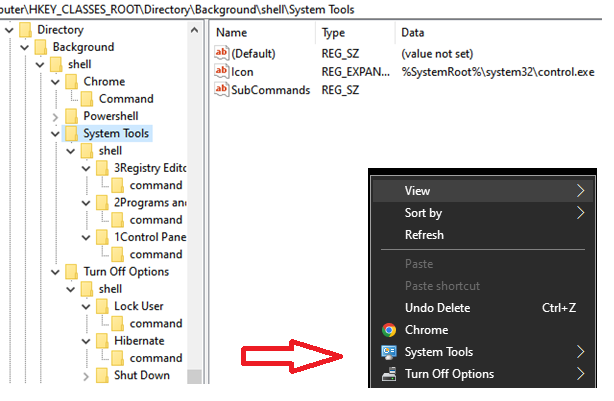 puter\HKEY_CLASSES_ROOT\Directory\Background\shell\System Tools
Directory
Background
shell
Chrome
Command
Powershell
System Tools
shell
3Registry Edito
command
2Programs and
command
1Control Pane
command
Turn Off Options
shell
Lock User
command
Hibernate
command
Shut Down
Name Type Data
(Default) REG_SZ (value not set)
Icon REG_EXPAN... %SystemRoot%\system32\control.exe
SubCommands REG_SZ
View
Sort by
Refresh
Paste
Paste shortcut
Undo Delete Ctrl+Z
Chrome
System Tools
Turn Off Options